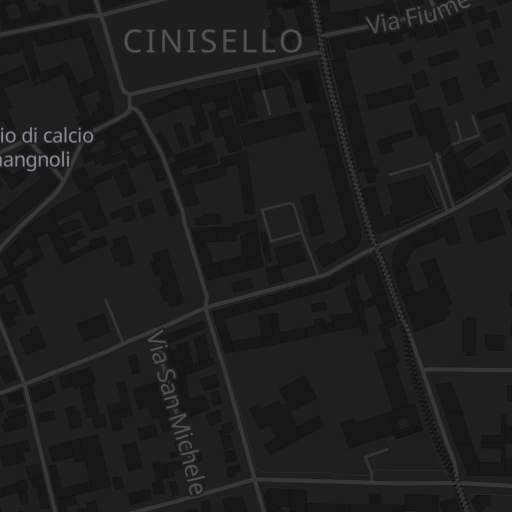 Via Fiume
CINISELLO
io di calcio
nangnoli
Via San Michele